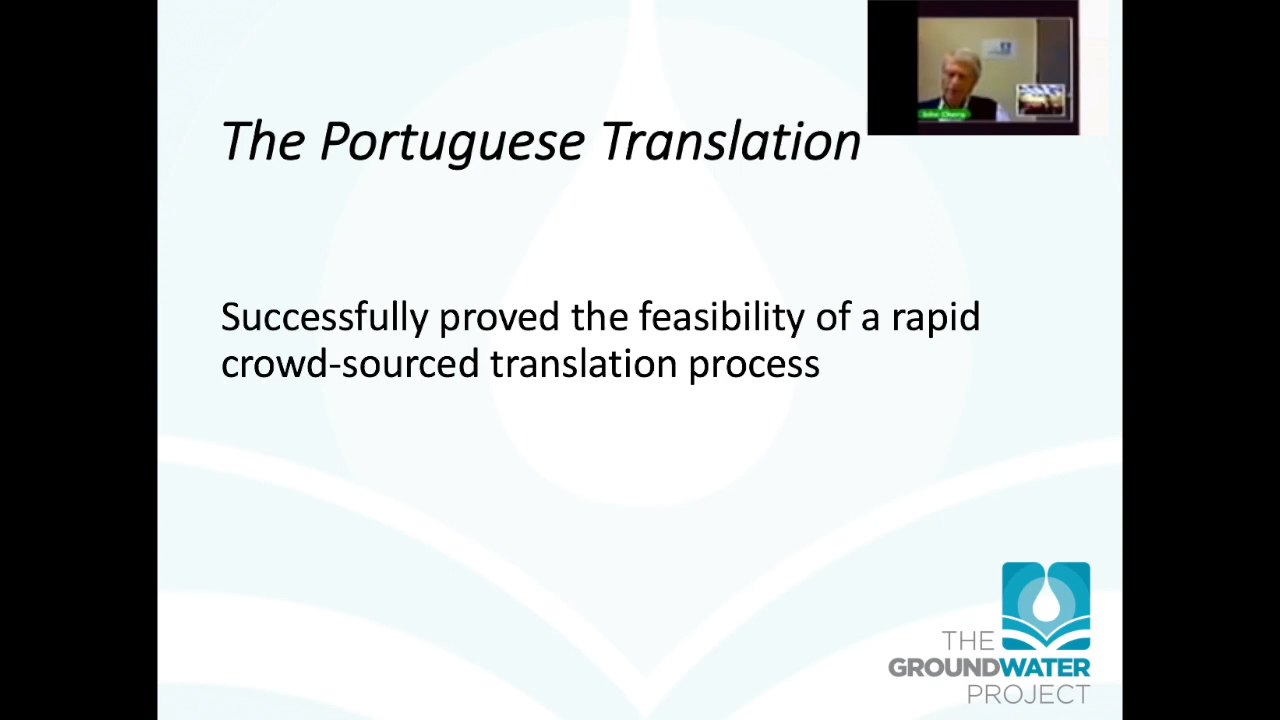 The Portuguese Translation
Successfully proved the feasibility of a rapid
crowd-sourced translation process
THE
GROUNDWATER
PROJECT